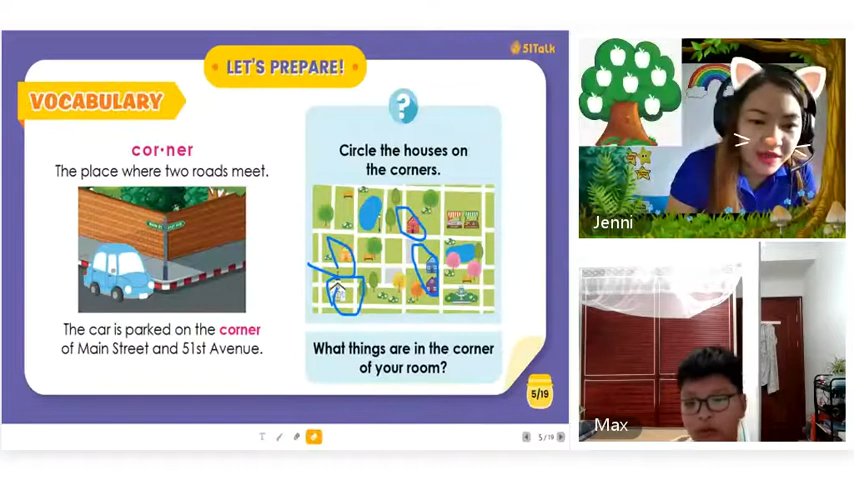 LET'S PREPARE!
51Talk
VOCABULARY
cor·ner
The place where two roads meet.
The car is parked on the corner
of Main Street and 51st Avenue.
?
Circle the houses on
the corners.
What things are in the corner
of your room?
5/19
T
5/19
Jenni
Max